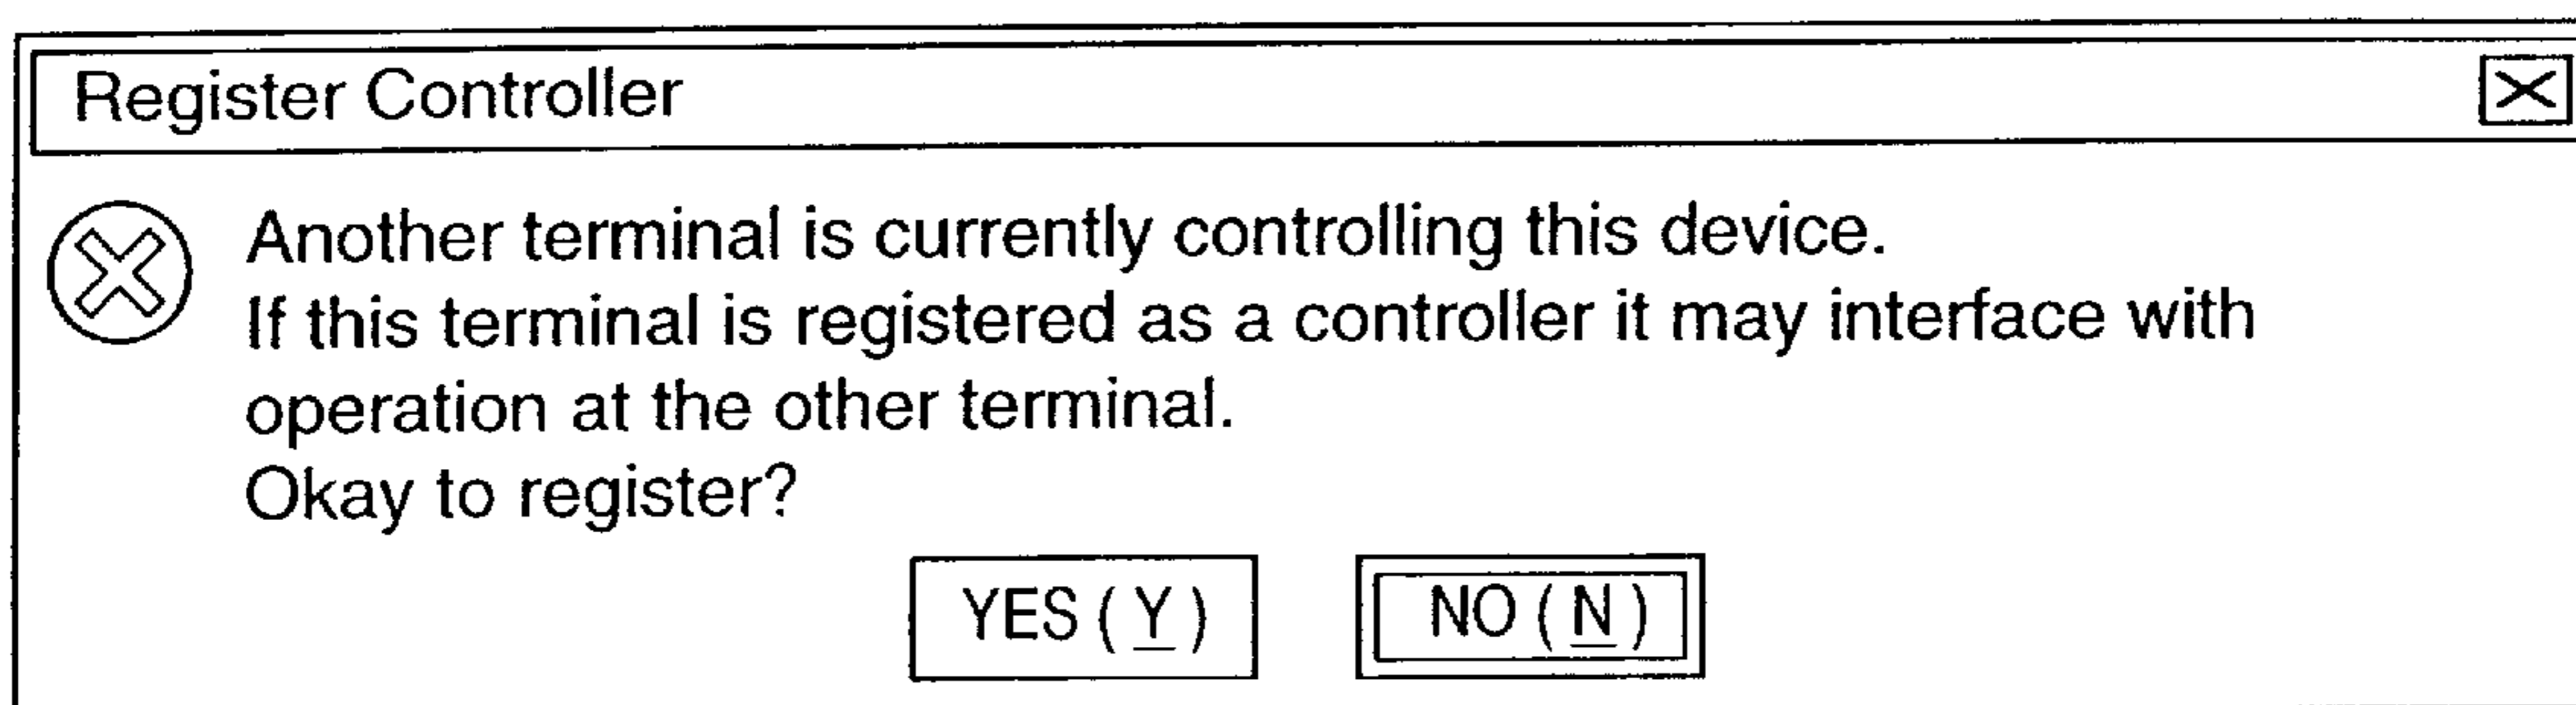 Register Controller
Another terminal is currently controlling this device.
If this terminal is registered as a controller it may interface with
operation at the other terminal.
Okay to register?
YES ( Y ) NO ( N )